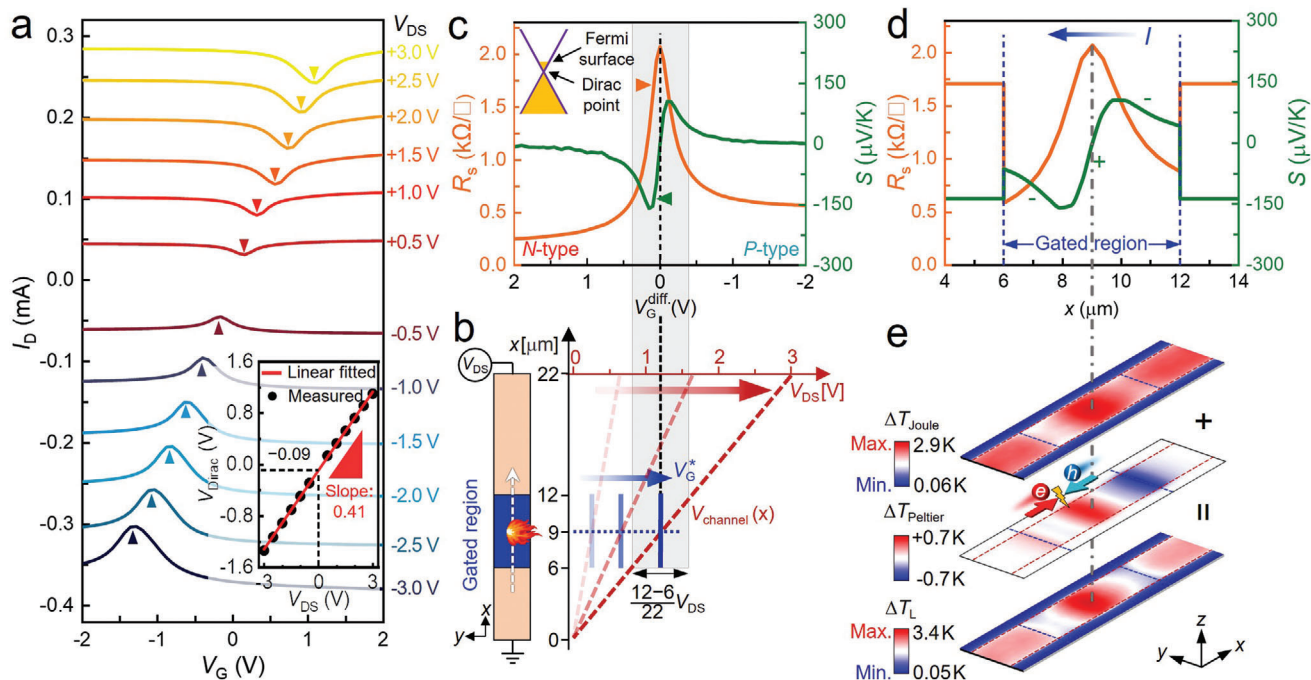 a
V_DS
0.3
0.2
0.1
0.0
-0.1
-0.2
-0.3
-0.4
I_D (mA)
+3.0 V
+2.5 V
+2.0 V
+1.5 V
+1.0 V
+0.5 V
-0.5 V
-1.0 V
-1.5 V
-2.0 V
-2.5 V
-3.0 V
1.6
1.2
0.0
-0.8
-1.6
V_Dirac (V)
Linear fitted
Measured
−0.09
Slope:
0.41
-3 0 3
V_DS (V)
-2 -1 0 1 2
V_G (V)
c
Fermi
surface
Dirac
point
2.0
1.5
1.0
0.5
0.0
R_s (kΩ/□)
300
150
0
-150
-300
S (μV/K)
N-type
P-type
2 1 0 -1 -2
V_G^diff. (V)
b
x[μm]
0 1 2 3
V_DS
22
V_DS[V]
V_G^*
12
9
6
0
V_channel (x)
Gated region
12−6
22
V_DS
x
y
d
I
2.0
1.5
1.0
0.5
0.0
R_s (kΩ/□)
300
150
0
-150
-300
S (μV/K)
-
+
-
Gated region
4 6 8 10 12 14
x (μm)
e
ΔT_Joule
Max. 2.9K
Min. 0.06K
+
h
e
ΔT_Peltier
+0.7K
-0.7K
=
ΔT_L
Max. 3.4K
Min. 0.05K
z
y
x